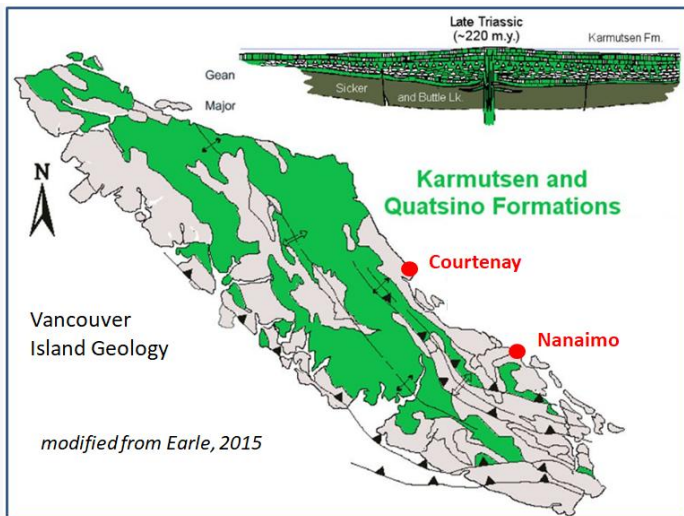 Late Triassic
(~220 m.y.)
Karmutsen Fm.
Gean
Major
Sicker
and Buttle Lk.
N
Karmutsen and
Quatsino Formations
Courtenay
Nanaimo
Vancouver
Island Geology
modified from Earle, 2015